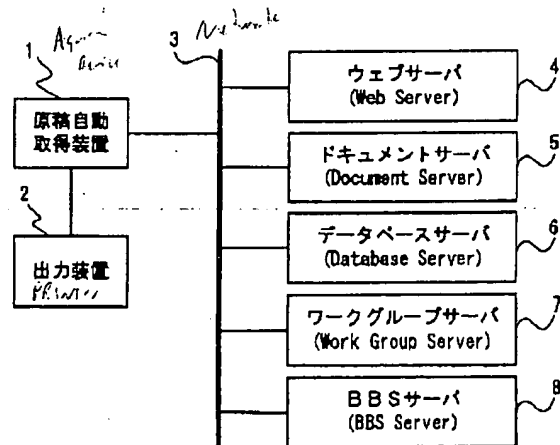 1
3 Network
原稿自動
取得装置
2
出力装置
PRINTER
ウェブサーバ
(Web Server)
4
ドキュメントサーバ
(Document Server)
5
データベースサーバ
(Database Server)
6
ワークグループサーバ
(Work Group Server)
7
BBSサーバ
(BBS Server)
8